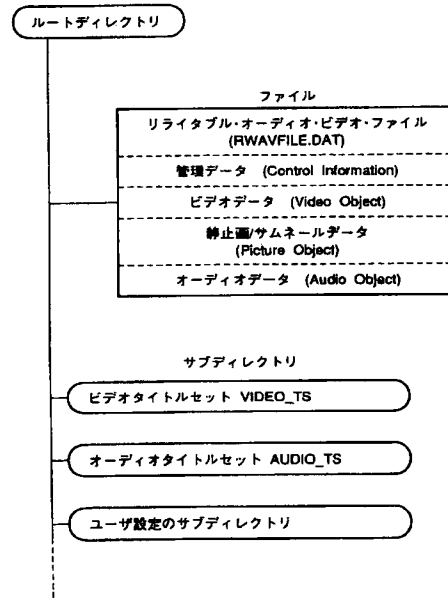 ルートディレクトリ
ファイル
リライタブル・オーディオ・ビデオ・ファイル
(RWAVFILE.DAT)
管理データ (Control Information)
ビデオデータ (Video Object)
静止画/サムネールデータ
(Picture Object)
オーディオデータ (Audio Object)
サブディレクトリ
ビデオタイトルセット VIDEO_TS
オーディオタイトルセット AUDIO_TS
ユーザ設定のサブディレクトリ